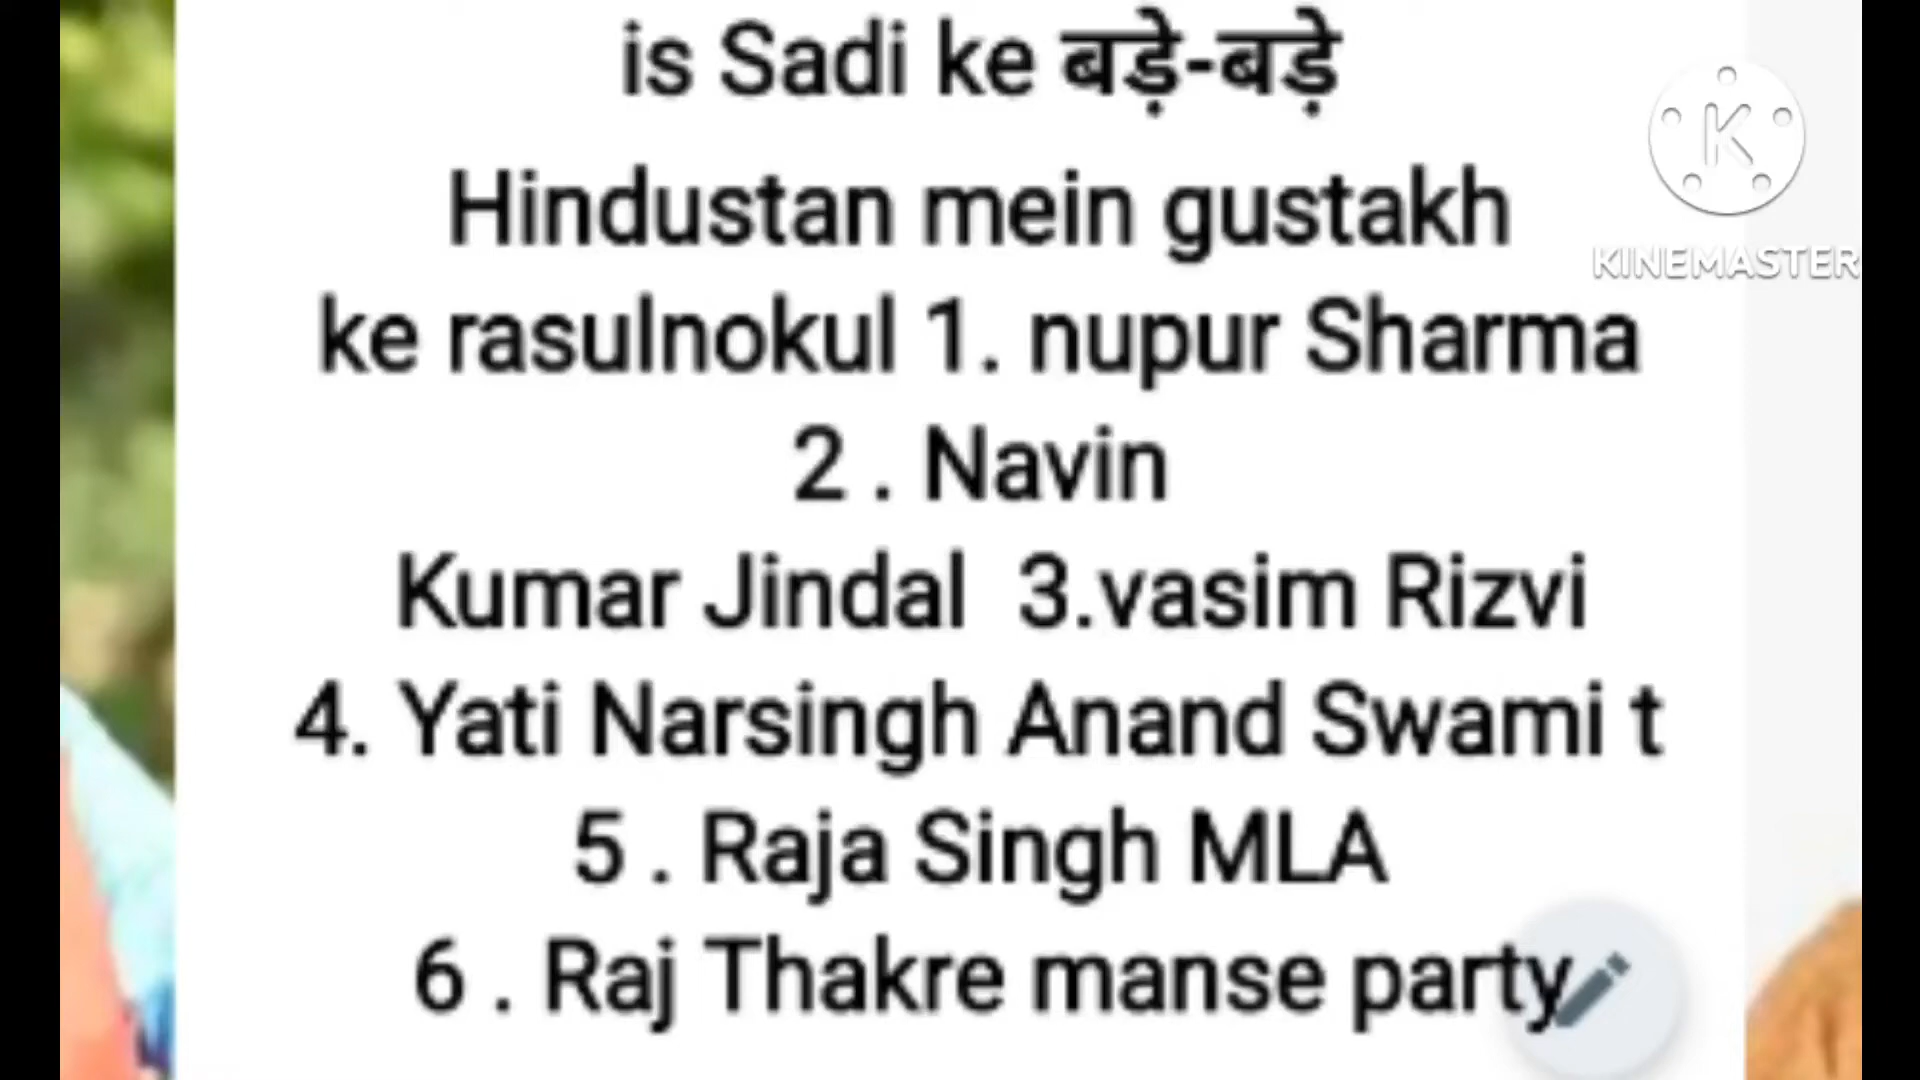 is Sadi ke बड़े-बड़े
Hindustan mein gustakh
ke rasulnokul 1. nupur Sharma
2 . Navin
Kumar Jindal 3.vasim Rizvi
4. Yati Narsingh Anand Swami t
5 . Raja Singh MLA
6 . Raj Thakre manse party
K
KINEMASTER